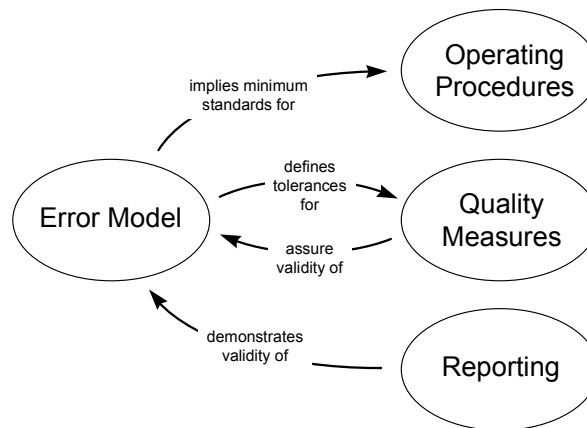 Operating
Procedures
implies minimum
standards for
Error Model
defines
tolerances
for
Quality
Measures
assure
validity of
demonstrates
validity of
Reporting